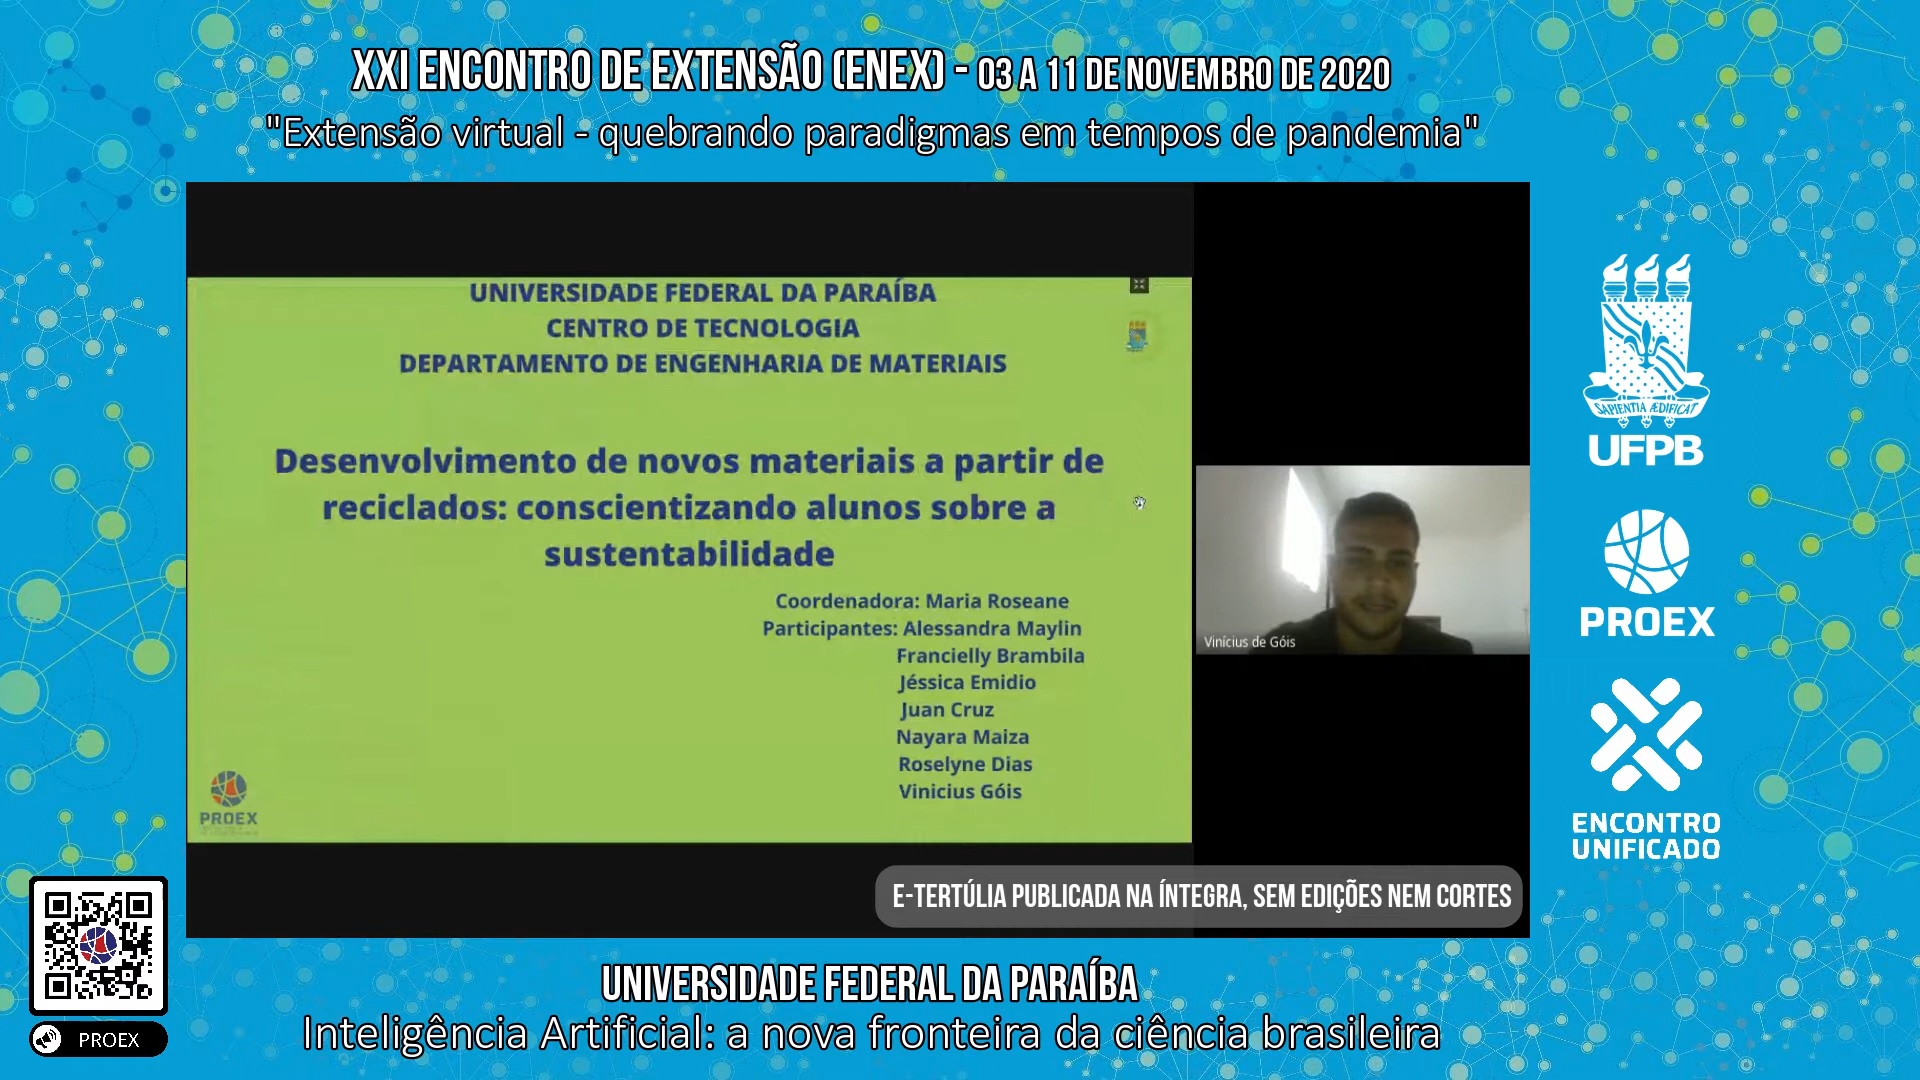 XXI ENCONTRO DE EXTENSÃO (ENEX) - 03 A 11 DE NOVEMBRO DE 2020
"Extensão virtual - quebrando paradigmas em tempos de pandemia"
UNIVERSIDADE FEDERAL DA PARAÍBA
CENTRO DE TECNOLOGIA
DEPARTAMENTO DE ENGENHARIA DE MATERIAIS
Desenvolvimento de novos materiais a partir de
reciclados: conscientizando alunos sobre a
sustentabilidade
Coordenadora: Maria Roseane
Participantes: Alessandra Maylin
Francielly Brambila
Jéssica Emidio
Juan Cruz
Nayara Maiza
Roselyne Dias
Vinicius Góis
PROEX
Vinícius de Góis
SAPIENTIA ÆDIFICAT
UFPB
PROEX
ENCONTRO
UNIFICADO
E-TERTÚLIA PUBLICADA NA ÍNTEGRA, SEM EDIÇÕES NEM CORTES
PROEX
UNIVERSIDADE FEDERAL DA PARAÍBA
Inteligência Artificial: a nova fronteira da ciência brasileira